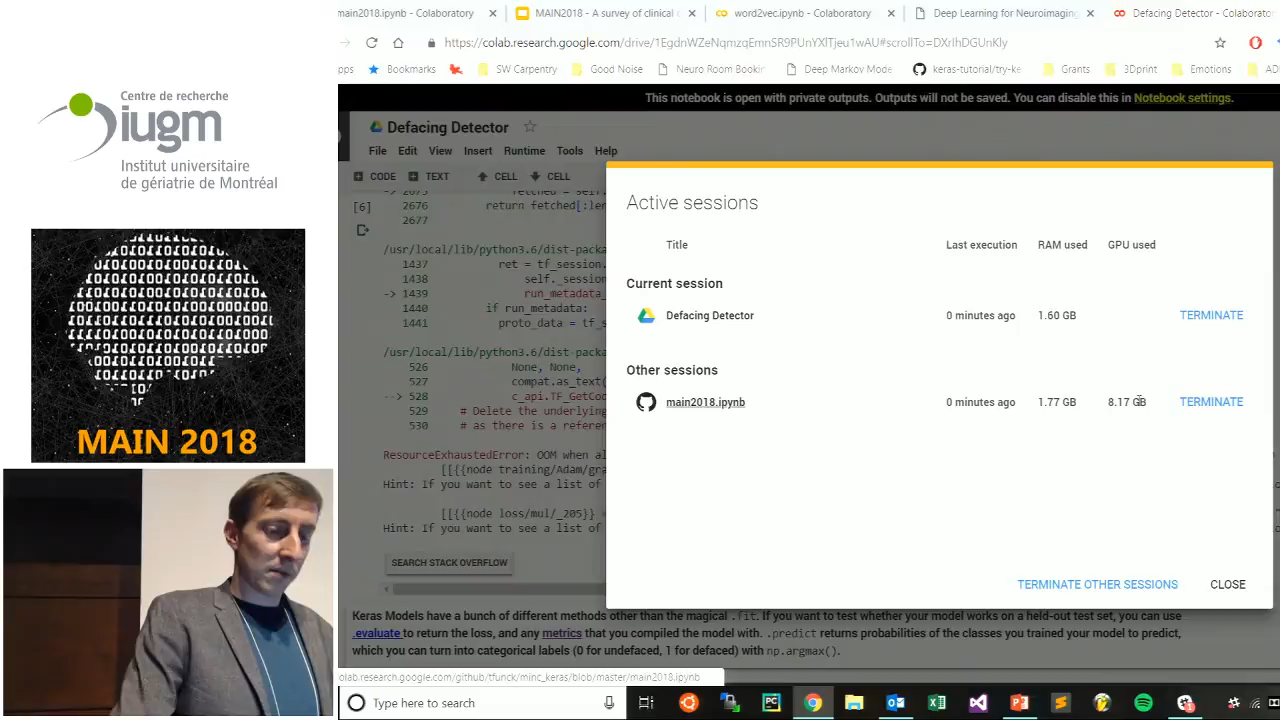 main2018.ipynb - Colaboratory
MAIN2018 - A survey of clinical
word2vec.ipynb - Colaboratory
Deep Learning for Neuroimaging
Defacing Detector - Colaborato
https://colab.research.google.com/drive/1EgdnWZeNqmzqEmnSR9PUnYXlTjeu1wAU#scrollTo=DXrIhDGUnKly
pps
Bookmarks
SW Carpentry
Good Noise
Neuro Room Bookin
Deep Markov Mode
keras-tutorial/try-ke
Grants
3Dprint
Emotions
AD
This notebook is open with private outputs. Outputs will not be saved. You can disable this in Notebook settings.
Centre de recherche
iugm
Institut universitaire
de gériatrie de Montréal
MAIN 2018
Defacing Detector
File Edit View Insert Runtime Tools Help
CODE TEXT CELL CELL
[6]
-> 2675 fetched = self.
2676 return fetched[:len
2677
/usr/local/lib/python3.6/dist-packa
1437 ret = tf_session.
1438 self._session
-> 1439 run_metadata_
1440 if run_metadata:
1441 proto_data = tf_s
/usr/local/lib/python3.6/dist-packa
526 None, None,
527 compat.as_text(
--> 528 c_api.TF_GetCod
529 # Delete the underlying
530 # as there is a referen
ResourceExhaustedError: OOM when al
[[{{node training/Adam/gra
Hint: If you want to see a list of
[[{{node loss/mul/_205}} =
Hint: If you want to see a list of
SEARCH STACK OVERFLOW
Active sessions
Title Last execution RAM used GPU used
Current session
Defacing Detector 0 minutes ago 1.60 GB TERMINATE
Other sessions
main2018.ipynb 0 minutes ago 1.77 GB 8.17 GB TERMINATE
TERMINATE OTHER SESSIONS CLOSE
Keras Models have a bunch of different methods other than the magical .fit. If you want to test whether your model works on a held-out test set, you can use
.evaluate to return the loss, and any metrics that you compiled the model with. .predict returns probabilities of the classes you trained your model to predict,
which you can turn into categorical labels (0 for undefaced, 1 for defaced) with np.argmax().
colab.research.google.com/github/tfunck/minc_keras/blob/master/main2018.ipynb
Type here to search